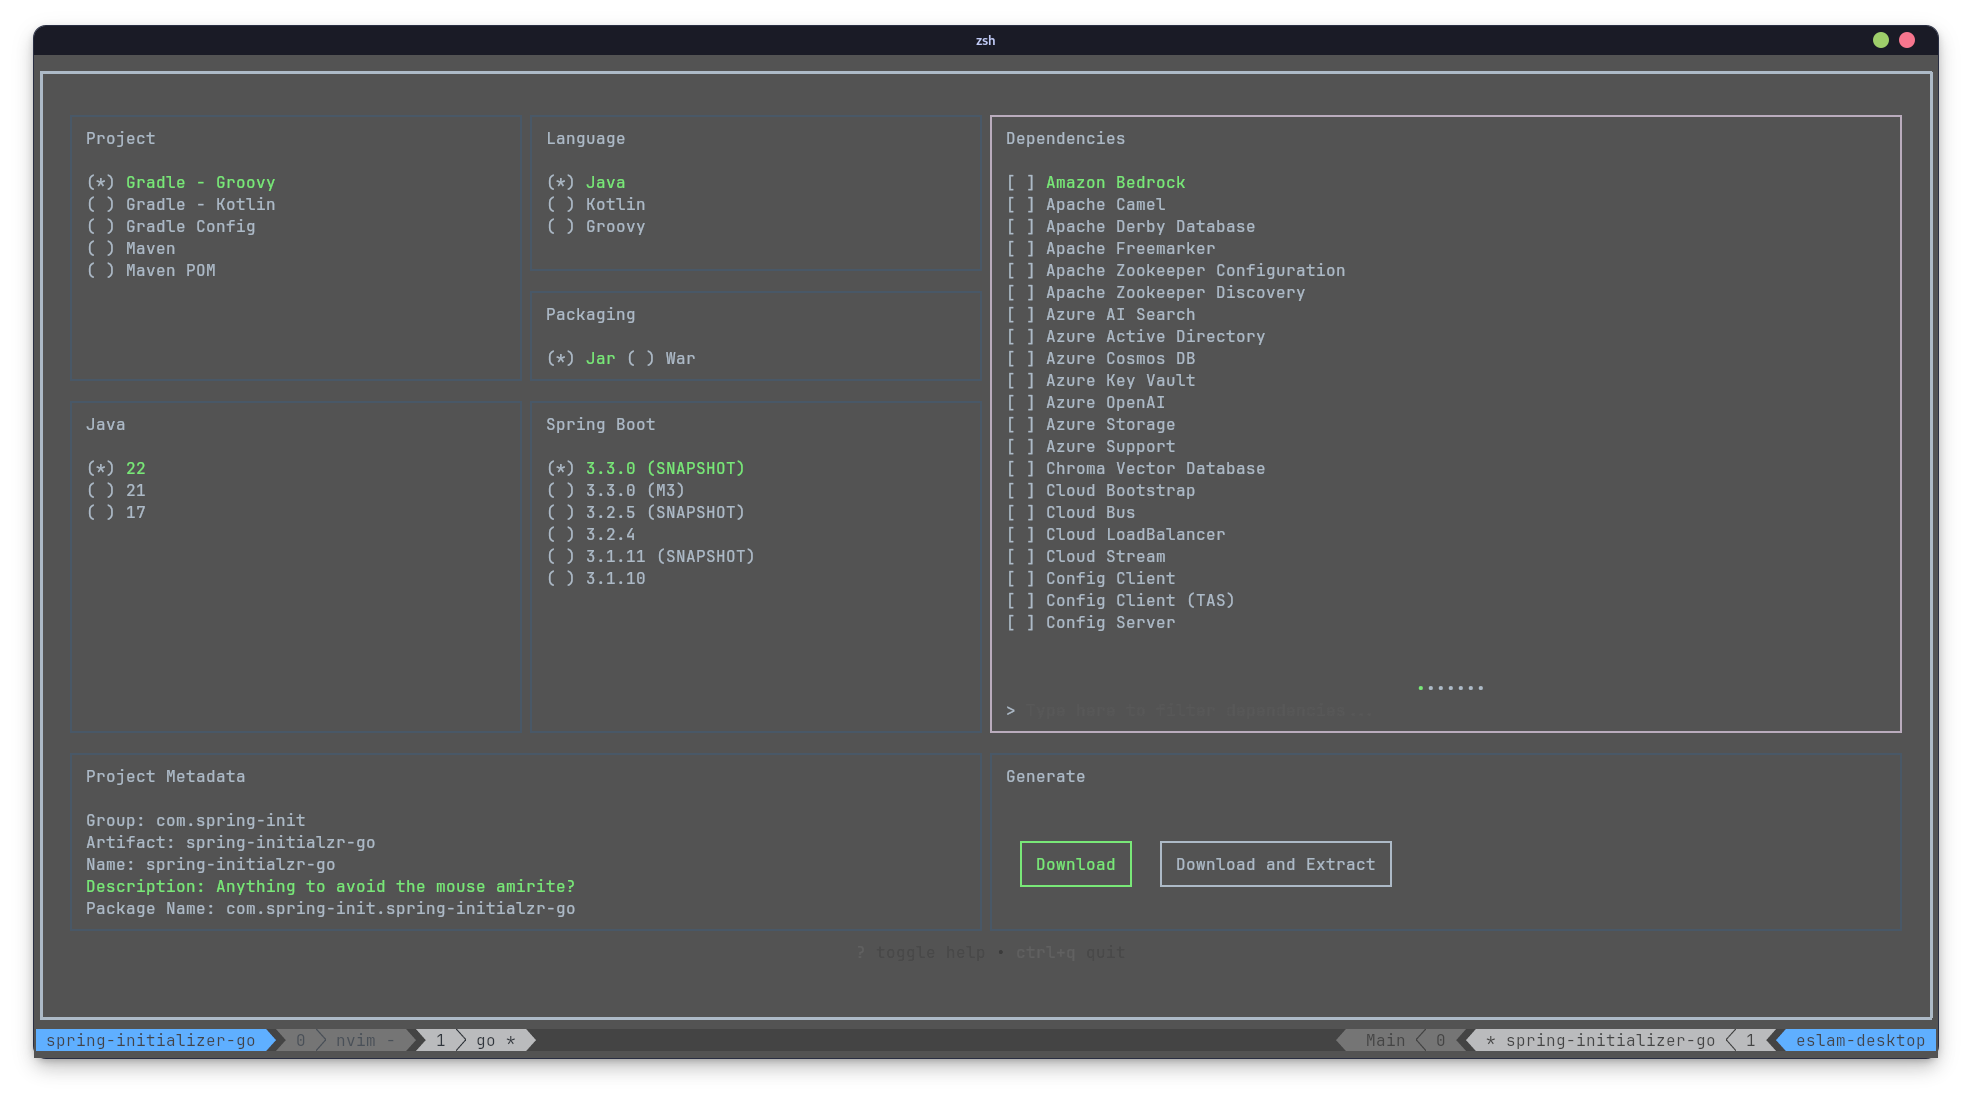 zsh
Project
(*) Gradle - Groovy
( ) Gradle - Kotlin
( ) Gradle Config
( ) Maven
( ) Maven POM
Language
(*) Java
( ) Kotlin
( ) Groovy
Packaging
(*) Jar ( ) War
Java
(*) 22
( ) 21
( ) 17
Spring Boot
(*) 3.3.0 (SNAPSHOT)
( ) 3.3.0 (M3)
( ) 3.2.5 (SNAPSHOT)
( ) 3.2.4
( ) 3.1.11 (SNAPSHOT)
( ) 3.1.10
Dependencies
[ ] Amazon Bedrock
[ ] Apache Camel
[ ] Apache Derby Database
[ ] Apache Freemarker
[ ] Apache Zookeeper Configuration
[ ] Apache Zookeeper Discovery
[ ] Azure AI Search
[ ] Azure Active Directory
[ ] Azure Cosmos DB
[ ] Azure Key Vault
[ ] Azure OpenAI
[ ] Azure Storage
[ ] Azure Support
[ ] Chroma Vector Database
[ ] Cloud Bootstrap
[ ] Cloud Bus
[ ] Cloud LoadBalancer
[ ] Cloud Stream
[ ] Config Client
[ ] Config Client (TAS)
[ ] Config Server
•••••••
> Type here to filter dependencies...
Project Metadata
Group: com.spring-init
Artifact: spring-initialzr-go
Name: spring-initialzr-go
Description: Anything to avoid the mouse amirite?
Package Name: com.spring-init.spring-initialzr-go
Generate
Download
Download and Extract
? toggle help • ctrl+q quit
spring-initializer-go 0 nvim - 1 go * Main 0 * spring-initializer-go 1 eslam-desktop